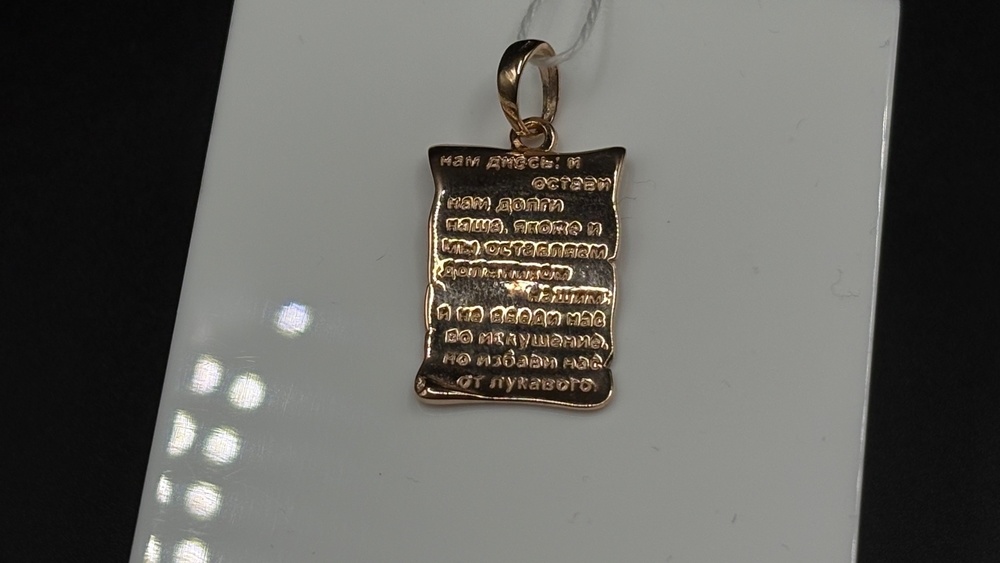 нам днесь: и
остави
нам долги
наша, якоже и
мы оставляем
должником
нашим,
и не введи нас
во искушение,
но избави нас
от лукавого.